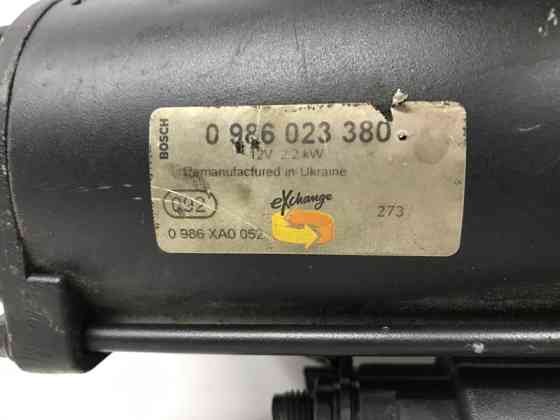 BOSCH
0 986 023 380
12V 2.2 kW
Remanufactured in Ukraine
092
eXchange
273
0 986 XA0 052